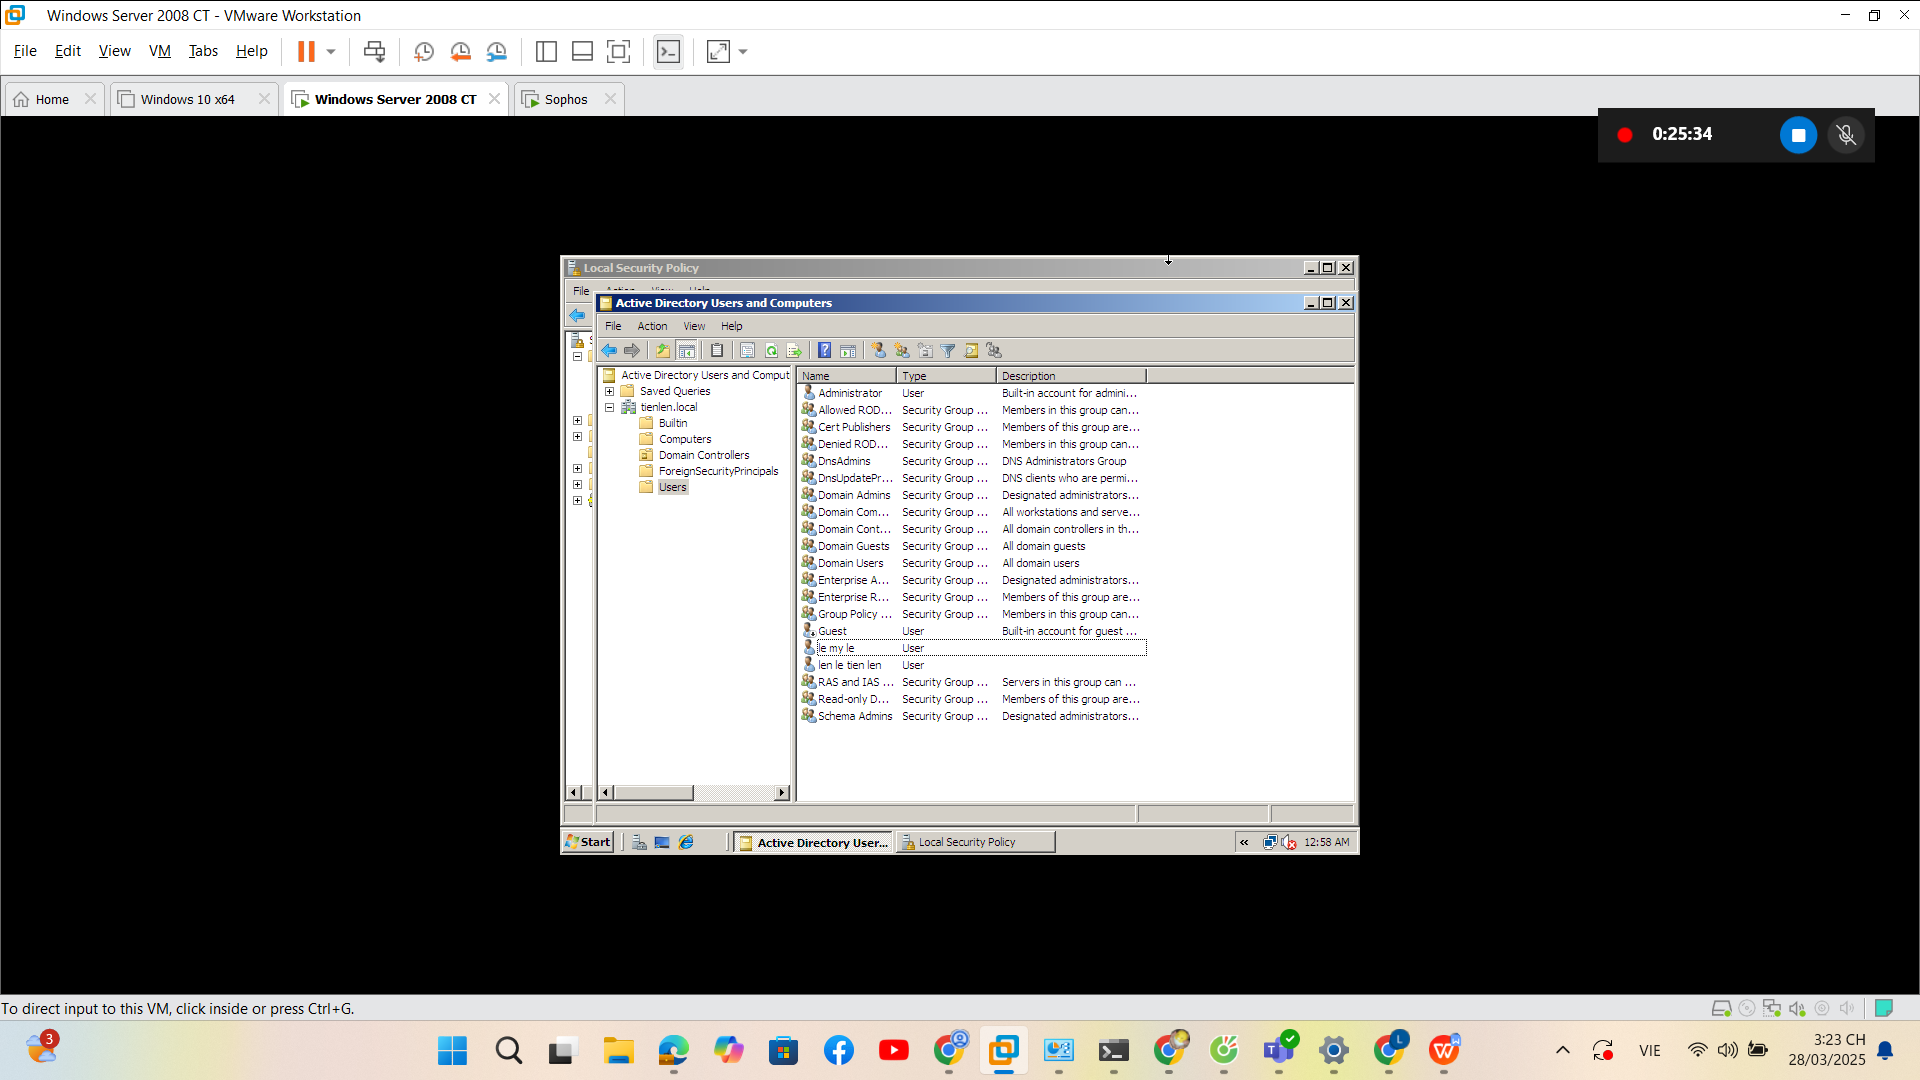 Windows Server 2008 CT - VMware Workstation
File Edit View VM Tabs Help
Home
Windows 10 x64
Windows Server 2008 CT
Sophos
0:25:34
Local Security Policy
File Action View Help
Active Directory Users and Computers
File Action View Help
Active Directory Users and Comput
Saved Queries
tienlen.local
Builtin
Computers
Domain Controllers
ForeignSecurityPrincipals
Users
Name Type Description
Administrator User Built-in account for admini...
Allowed ROD... Security Group ... Members in this group can...
Cert Publishers Security Group ... Members of this group are...
Denied ROD... Security Group ... Members in this group can...
DnsAdmins Security Group ... DNS Administrators Group
DnsUpdatePr... Security Group ... DNS clients who are permi...
Domain Admins Security Group ... Designated administrators...
Domain Com... Security Group ... All workstations and serve...
Domain Cont... Security Group ... All domain controllers in th...
Domain Guests Security Group ... All domain guests
Domain Users Security Group ... All domain users
Enterprise A... Security Group ... Designated administrators...
Enterprise R... Security Group ... Members of this group are...
Group Policy ... Security Group ... Members in this group can...
Guest User Built-in account for guest ...
le my le User
len le tien len User
RAS and IAS ... Security Group ... Servers in this group can ...
Read-only D... Security Group ... Members of this group are...
Schema Admins Security Group ... Designated administrators...
Start
Active Directory User...
Local Security Policy
12:58 AM
To direct input to this VM, click inside or press Ctrl+G.
3
L
VIE
3:23 CH
28/03/2025